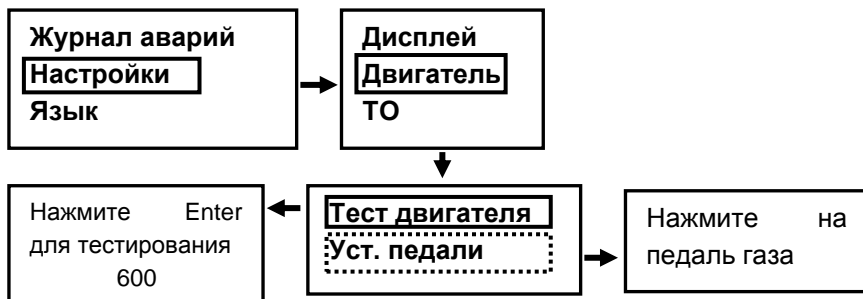 Журнал аварий
Настройки
Язык
Дисплей
Двигатель
ТО
Нажмите Enter
для тестирования
600
Тест двигателя
Уст. педали
Нажмите на
педаль газа